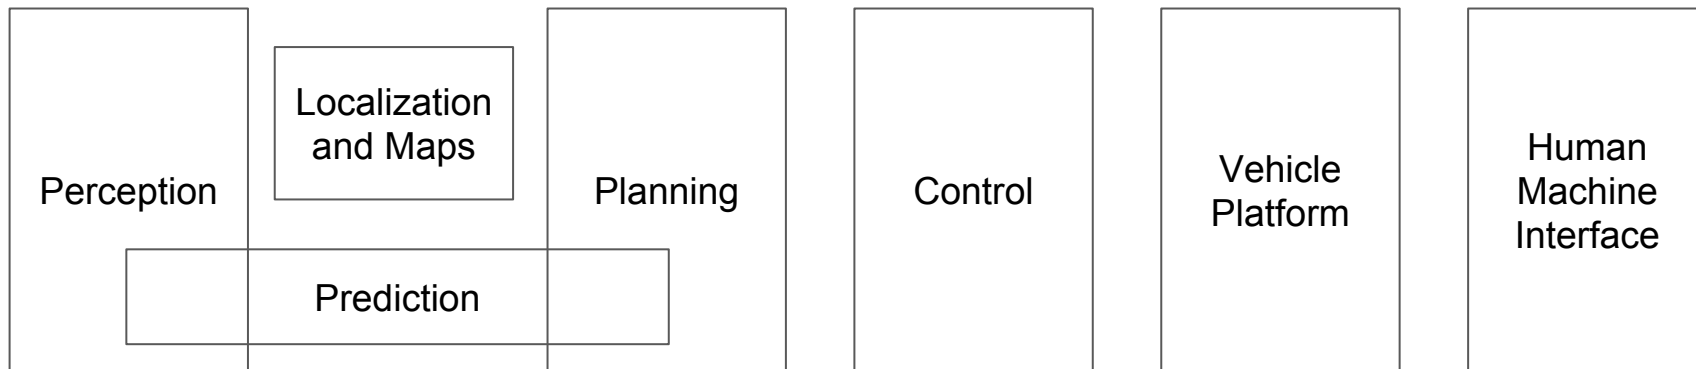 Perception
Localization
and Maps
Prediction
Planning
Control
Vehicle
Platform
Human
Machine
Interface